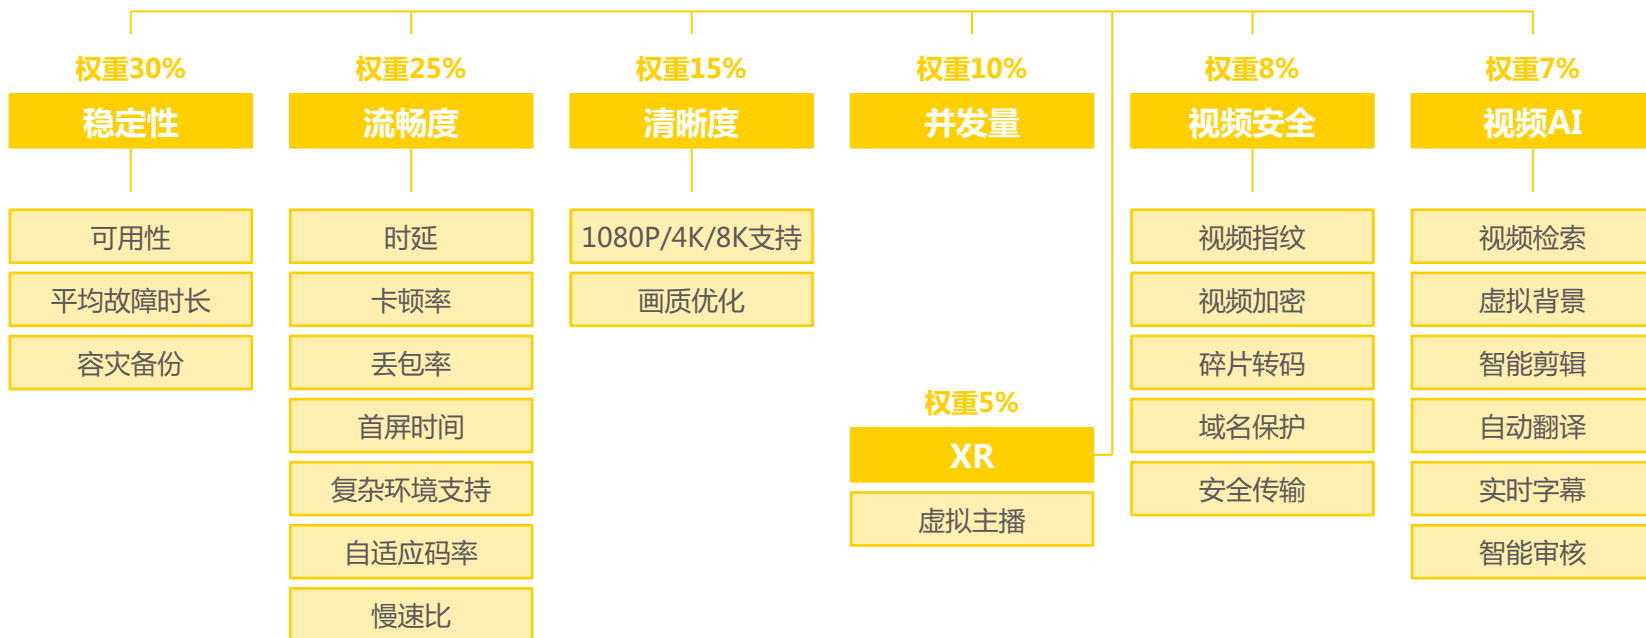 权重30%
稳定性
可用性
平均故障时长
容灾备份
权重25%
流畅度
时延
卡顿率
丢包率
首屏时间
复杂环境支持
自适应码率
慢速比
权重15%
清晰度
1080P/4K/8K支持
画质优化
权重10%
并发量
权重5%
XR
虚拟主播
权重8%
视频安全
视频指纹
视频加密
碎片转码
域名保护
安全传输
权重7%
视频AI
视频检索
虚拟背景
智能剪辑
自动翻译
实时字幕
智能审核